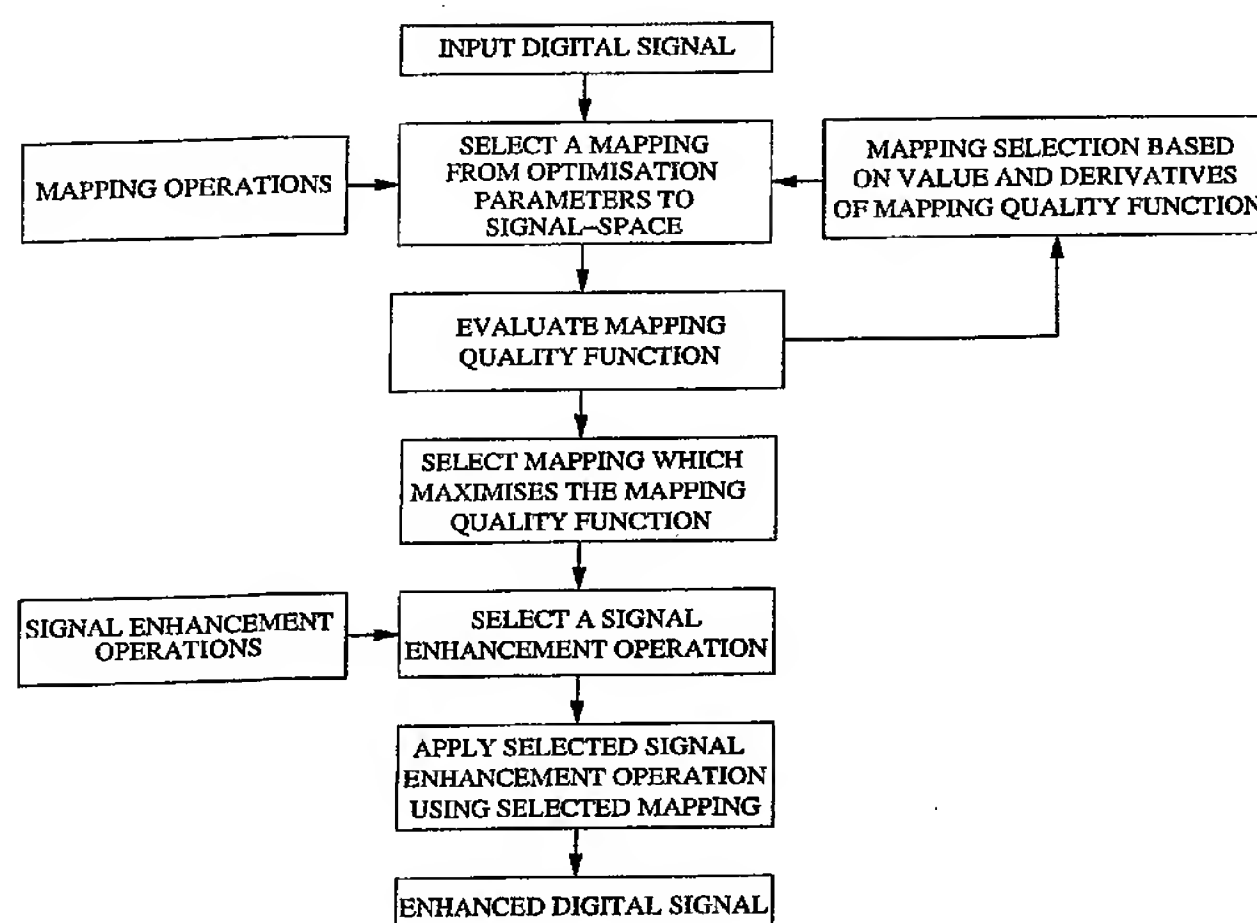 INPUT DIGITAL SIGNAL
MAPPING OPERATIONS
SELECT A MAPPING
FROM OPTIMISATION
PARAMETERS TO
SIGNAL-SPACE
MAPPING SELECTION BASED
ON VALUE AND DERIVATIVES
OF MAPPING QUALITY FUNCTION
EVALUATE MAPPING
QUALITY FUNCTION
SELECT MAPPING WHICH
MAXIMISES THE MAPPING
QUALITY FUNCTION
SIGNAL ENHANCEMENT
OPERATIONS
SELECT A SIGNAL
ENHANCEMENT OPERATION
APPLY SELECTED SIGNAL
ENHANCEMENT OPERATION
USING SELECTED MAPPING
ENHANCED DIGITAL SIGNAL